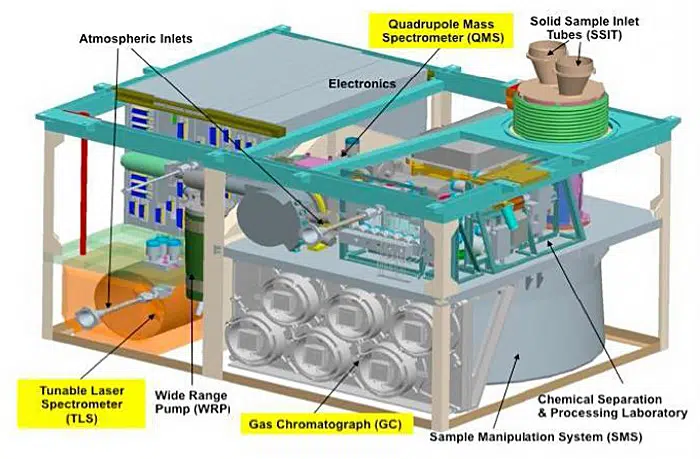 Atmospheric Inlets
Quadrupole Mass
Spectrometer (QMS)
Solid Sample Inlet
Tubes (SSIT)
Electronics
Tunable Laser
Spectrometer
(TLS)
Wide Range
Pump (WRP)
Gas Chromatograph (GC)
Sample Manipulation System (SMS)
Chemical Separation
& Processing Laboratory